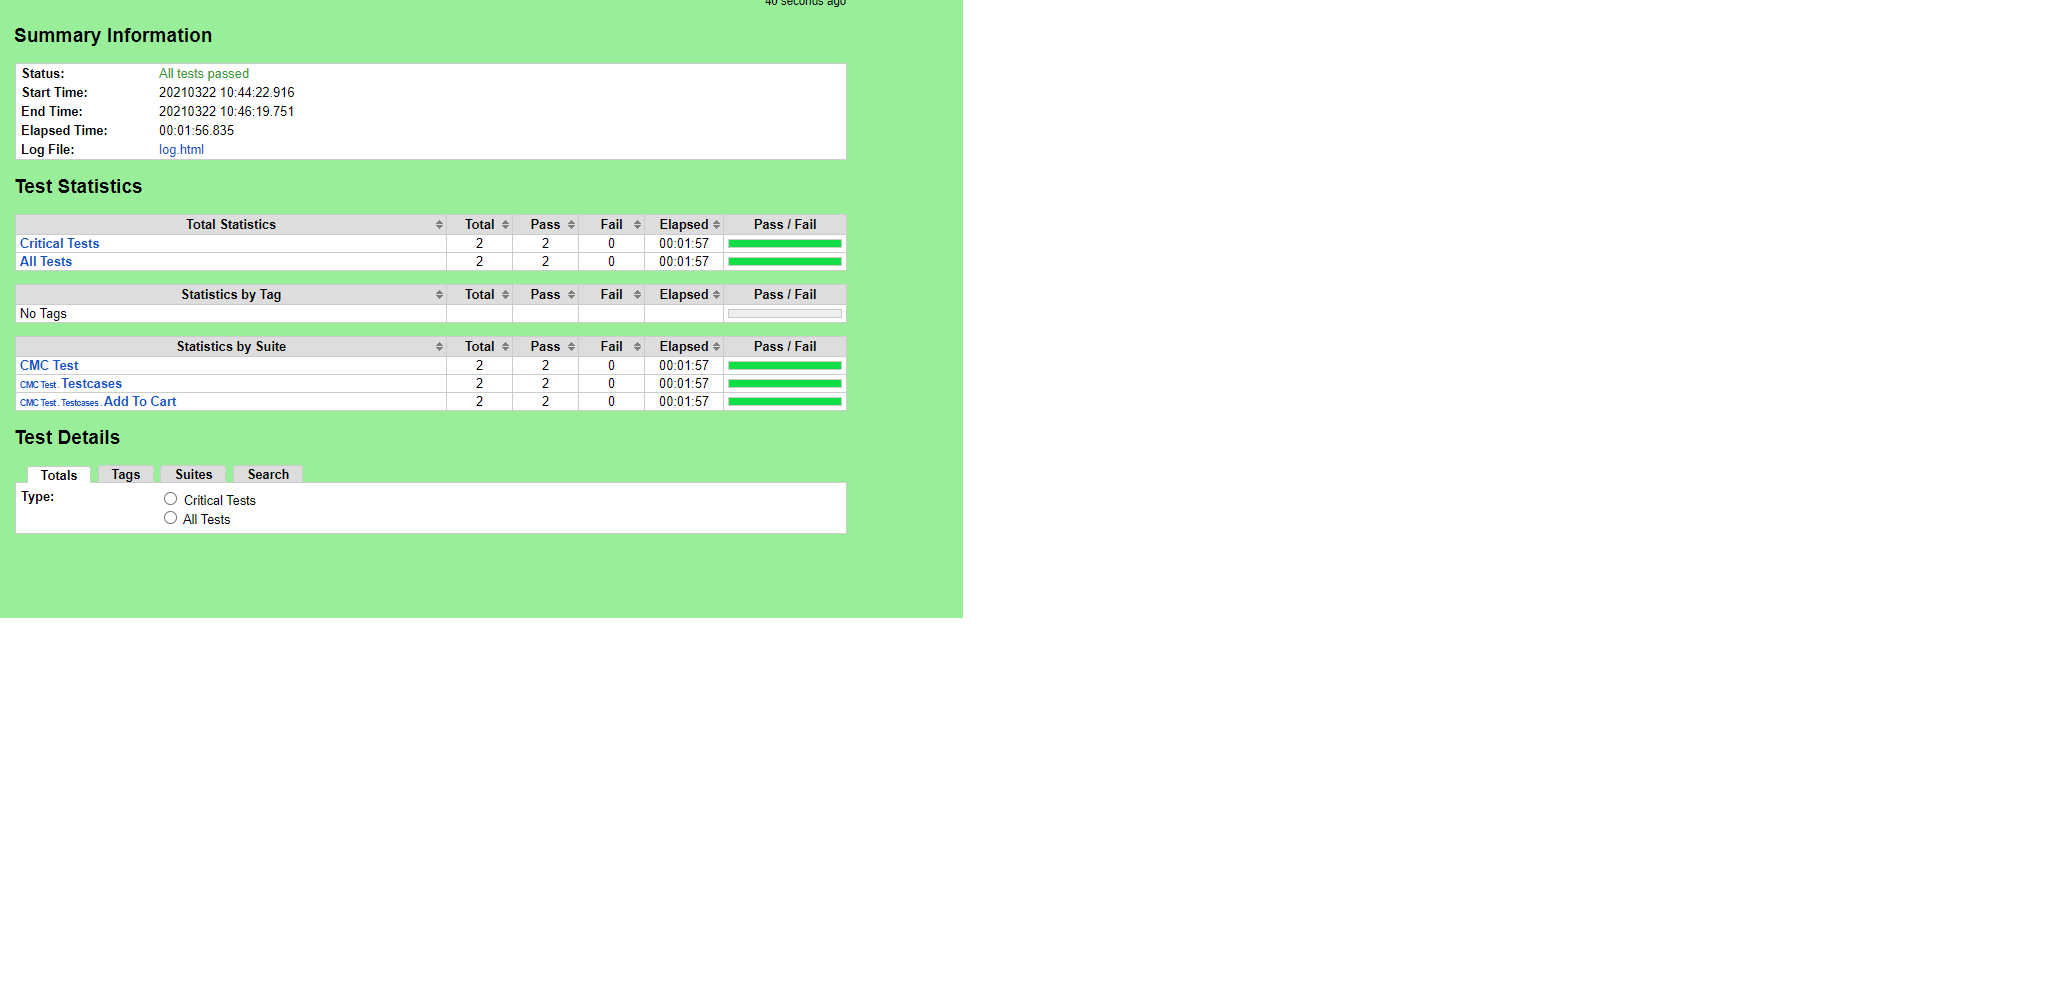 40 seconds ago
Summary Information
Status: All tests passed
Start Time: 20210322 10:44:22.916
End Time: 20210322 10:46:19.751
Elapsed Time: 00:01:56.835
Log File: log.html
Test Statistics
Total Statistics Total Pass Fail Elapsed Pass / Fail
Critical Tests 2 2 0 00:01:57
All Tests 2 2 0 00:01:57
Statistics by Tag Total Pass Fail Elapsed Pass / Fail
No Tags
Statistics by Suite Total Pass Fail Elapsed Pass / Fail
CMC Test 2 2 0 00:01:57
CMC Test . Testcases 2 2 0 00:01:57
CMC Test . Testcases . Add To Cart 2 2 0 00:01:57
Test Details
Totals Tags Suites Search
Type: Critical Tests
All Tests